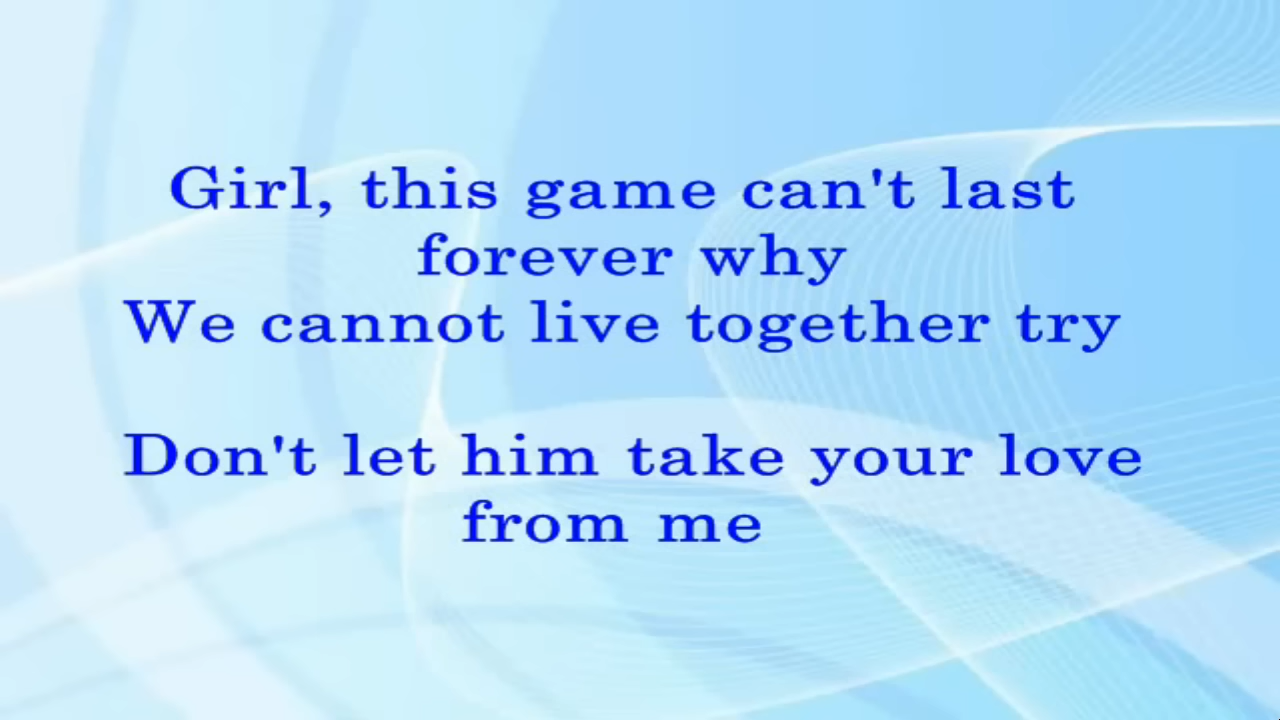 Girl, this game can't last
forever why
We cannot live together try
Don't let him take your love
from me